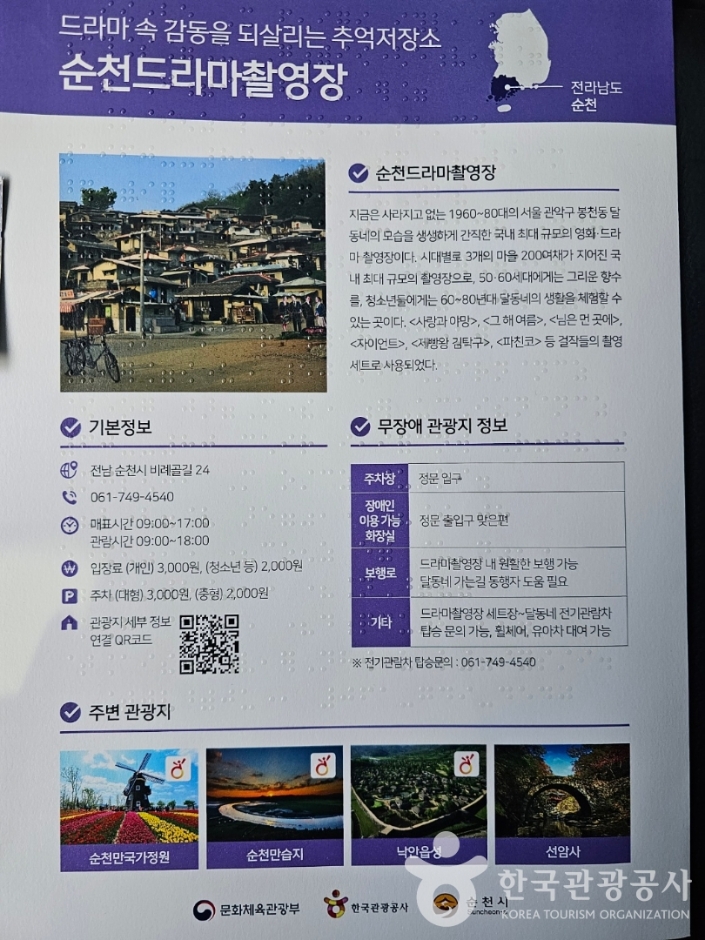 드라마 속 감동을 되살리는 추억저장소
순천드라마촬영장
전라남도
순천
순천드라마촬영장
지금은 사라지고 없는 1960~80대의 서울 관악구 봉천동 달
동네의 모습을 생생하게 간직한 국내 최대 규모의 영화·드라
마 촬영장이다. 시대별로 3개의 마을 200여채가 지어진 국
내 최대 규모의 촬영장으로, 50·60세대에게는 그리운 향수
를, 청소년들에게는 60~80년대 달동네의 생활을 체험할 수
있는 곳이다. <사랑과 야망>, <그 해 여름>, <님은 먼 곳에>,
<자이언트>, <제빵왕 김탁구>, <파친코> 등 걸작들의 촬영
세트로 사용되었다.
기본정보
전남 순천시 비례골길 24
061-749-4540
매표시간 09:00~17:00
관람시간 09:00~18:00
입장료 (개인) 3,000원, (청소년 등) 2,000원
주차 (대형) 3,000원, (중형) 2,000원
관광지 세부 정보
연결 QR코드
무장애 관광지 정보
주차장 정문 입구
장애인
이용 가능
화장실
정문 출입구 맞은편
보행로
드라마촬영장 내 원활한 보행 가능
달동네 가는길 동행자 도움 필요
기타
드라마촬영장 세트장~달동네 전기관람차
탑승 문의 가능, 휠체어, 유아차 대여 가능
※ 전기관람차 탑승문의 : 061-749-4540
주변 관광지
순천만국가정원
순천만습지
낙안읍성
선암사
문화체육관광부
한국관광공사
순천시
Suncheon
한국관광공사
KOREA TOURISM ORGANIZATION